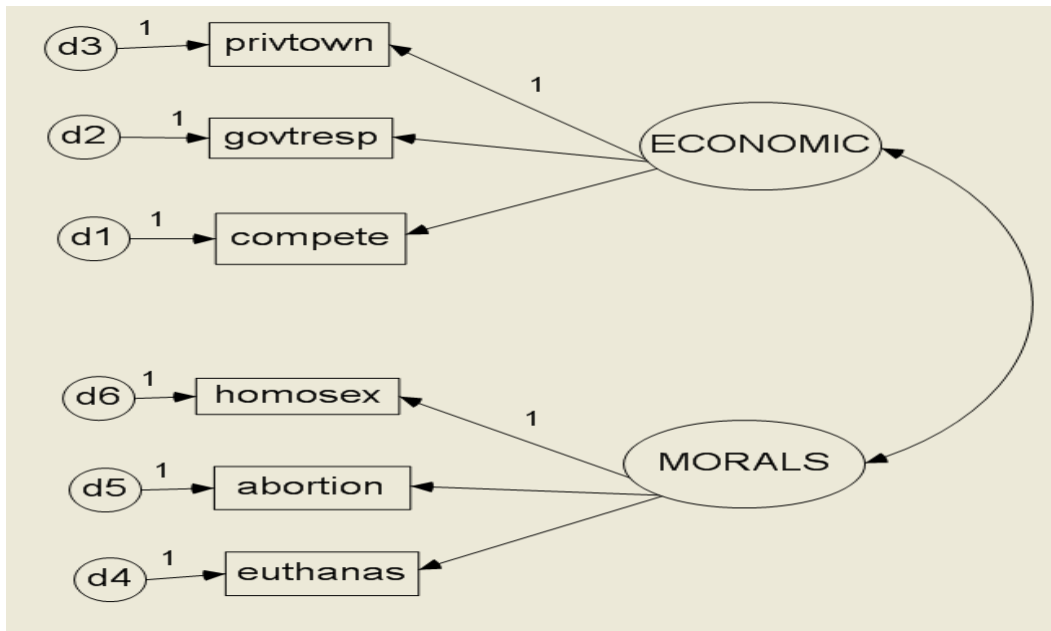 d3 1 privtown
1
d2 1 govtresp
ECONOMIC
d1 1 compete
d6 1 homosex
1
d5 1 abortion
MORALS
d4 1 euthanas